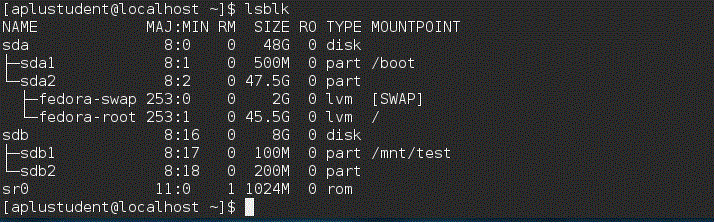 [aplustudent@localhost ~]$ lsblk
NAME            MAJ:MIN RM  SIZE RO TYPE MOUNTPOINT
sda               8:0    0   48G  0 disk
├─sda1            8:1    0  500M  0 part /boot
└─sda2            8:2    0 47.5G  0 part
  ├─fedora-swap 253:0    0    2G  0 lvm  [SWAP]
  └─fedora-root 253:1    0 45.5G  0 lvm  /
sdb               8:16   0    8G  0 disk
├─sdb1            8:17   0  100M  0 part /mnt/test
└─sdb2            8:18   0  200M  0 part
sr0              11:0    1 1024M  0 rom
[aplustudent@localhost ~]$